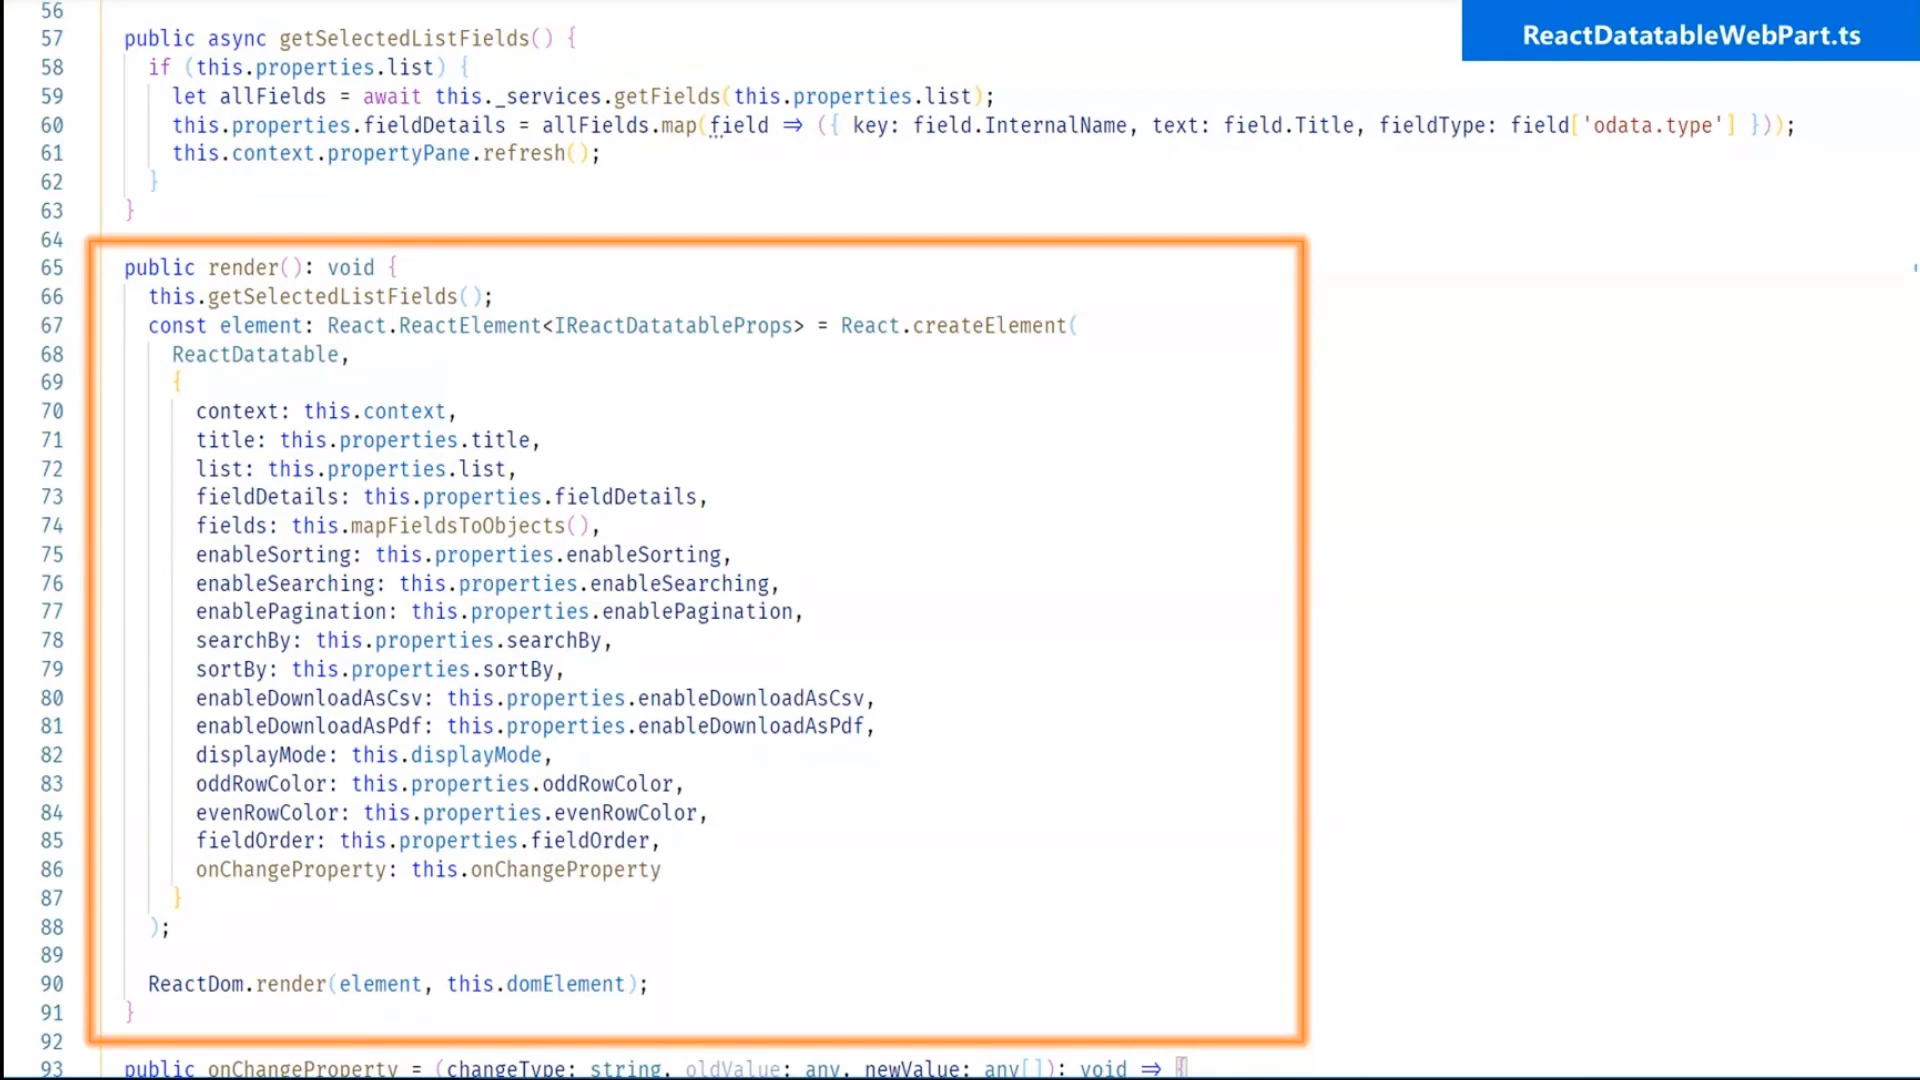 ReactDatatableWebPart.ts
56
57 public async getSelectedListFields() {
58 if (this.properties.list) {
59 let allFields = await this._services.getFields(this.properties.list);
60 this.properties.fieldDetails = allFields.map(field => ({ key: field.InternalName, text: field.Title, fieldType: field['odata.type'] }));
61 this.context.propertyPane.refresh();
62 }
63 }
64
65 public render(): void {
66 this.getSelectedListFields();
67 const element: React.ReactElement<IReactDatatableProps> = React.createElement(
68 ReactDatatable,
69 {
70 context: this.context,
71 title: this.properties.title,
72 list: this.properties.list,
73 fieldDetails: this.properties.fieldDetails,
74 fields: this.mapFieldsToObjects(),
75 enableSorting: this.properties.enableSorting,
76 enableSearching: this.properties.enableSearching,
77 enablePagination: this.properties.enablePagination,
78 searchBy: this.properties.searchBy,
79 sortBy: this.properties.sortBy,
80 enableDownloadAsCsv: this.properties.enableDownloadAsCsv,
81 enableDownloadAsPdf: this.properties.enableDownloadAsPdf,
82 displayMode: this.displayMode,
83 oddRowColor: this.properties.oddRowColor,
84 evenRowColor: this.properties.evenRowColor,
85 fieldOrder: this.properties.fieldOrder,
86 onChangeProperty: this.onChangeProperty
87 }
88 );
89
90 ReactDom.render(element, this.domElement);
91 }
92
93 public onChangeProperty = (changeType: string, oldValue: any, newValue: any[]): void => {